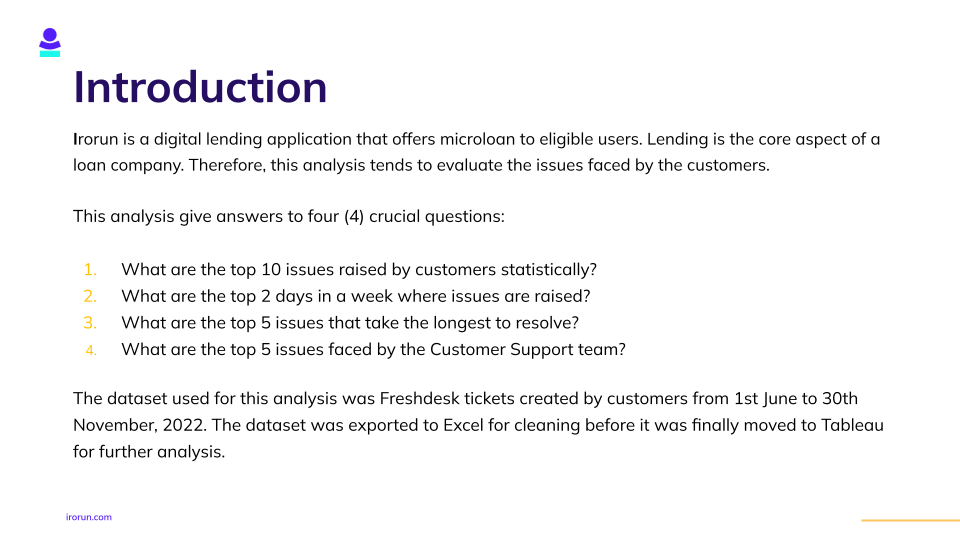 Introduction
Irorun is a digital lending application that offers microloan to eligible users. Lending is the core aspect of a
loan company. Therefore, this analysis tends to evaluate the issues faced by the customers.
This analysis give answers to four (4) crucial questions:
1. What are the top 10 issues raised by customers statistically?
2. What are the top 2 days in a week where issues are raised?
3. What are the top 5 issues that take the longest to resolve?
4. What are the top 5 issues faced by the Customer Support team?
The dataset used for this analysis was Freshdesk tickets created by customers from 1st June to 30th
November, 2022. The dataset was exported to Excel for cleaning before it was finally moved to Tableau
for further analysis.
irorun.com